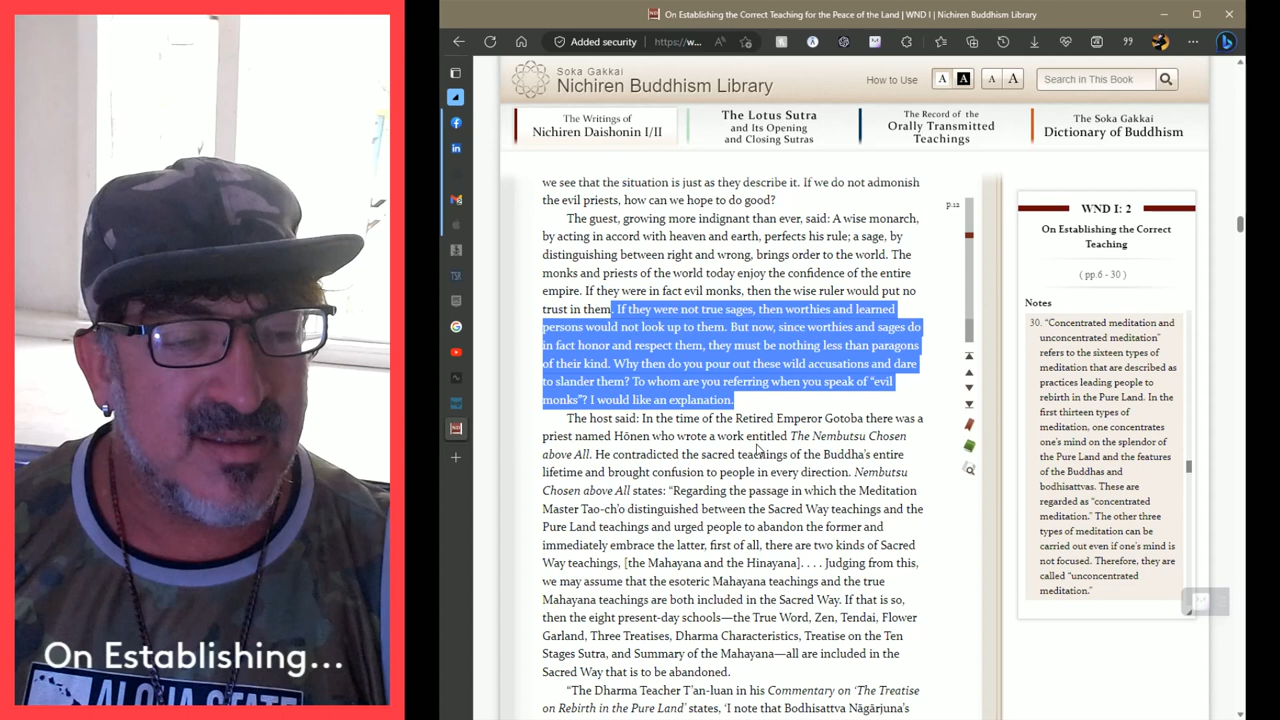 On Establishing the Correct Teaching for the Peace of the Land | WND I | Nichiren Buddhism Library
Added security
https://w...
Soka Gakkai
Nichiren Buddhism Library
How to Use
A A A A
Search in This Book
The Writings of
Nichiren Daishonin I/II
The Lotus Sutra
and Its Opening
and Closing Sutras
The Record of the
Orally Transmitted
Teachings
The Soka Gakkai
Dictionary of Buddhism
we see that the situation is just as they describe it. If we do not admonish
the evil priests, how can we hope to do good?
The guest, growing more indignant than ever, said: A wise monarch,
by acting in accord with heaven and earth, perfects his rule; a sage, by
distinguishing between right and wrong, brings order to the world. The
monks and priests of the world today enjoy the confidence of the entire
empire. If they were in fact evil monks, then the wise ruler would put no
trust in them. If they were not true sages, then worthies and learned
persons would not look up to them. But now, since worthies and sages do
in fact honor and respect them, they must be nothing less than paragons
of their kind. Why then do you pour out these wild accusations and dare
to slander them? To whom are you referring when you speak of “evil
monks”? I would like an explanation.
The host said: In the time of the Retired Emperor Gotoba there was a
priest named Hōnen who wrote a work entitled The Nembutsu Chosen
above All. He contradicted the sacred teachings of the Buddha’s entire
lifetime and brought confusion to people in every direction. Nembutsu
Chosen above All states: “Regarding the passage in which the Meditation
Master Tao-ch’o distinguished between the Sacred Way teachings and the
Pure Land teachings and urged people to abandon the former and
immediately embrace the latter, first of all, there are two kinds of Sacred
Way teachings, [the Mahayana and the Hinayana]. . . . Judging from this,
we may assume that the esoteric Mahayana teachings and the true
Mahayana teachings are both included in the Sacred Way. If that is so,
then the eight present-day schools—the True Word, Zen, Tendai, Flower
Garland, Three Treatises, Dharma Characteristics, Treatise on the Ten
Stages Sutra, and Summary of the Mahayana—all are included in the
Sacred Way that is to be abandoned.
“The Dharma Teacher T’an-luan in his Commentary on ‘The Treatise
on Rebirth in the Pure Land’ states, ‘I note that Bodhisattva Nāgārjuna’s
p.12
WND I: 2
On Establishing the Correct
Teaching
( pp.6 - 30 )
Notes
30. “Concentrated meditation and
unconcentrated meditation”
refers to the sixteen types of
meditation that are described as
practices leading people to
rebirth in the Pure Land. In the
first thirteen types of
meditation, one concentrates
one’s mind on the splendor of
the Pure Land and the features
of the Buddhas and
bodhisattvas. These are
regarded as “concentrated
meditation.” The other three
types of meditation can be
carried out even if one’s mind is
not focused. Therefore, they are
called “unconcentrated
meditation.”
On Establishing...
ALOHA STATE